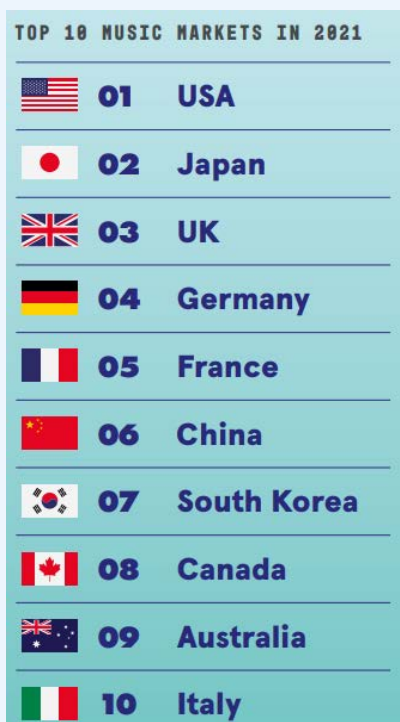 TOP 10 MUSIC MARKETS IN 2021
01 USA
02 Japan
03 UK
04 Germany
05 France
06 China
07 South Korea
08 Canada
09 Australia
10 Italy